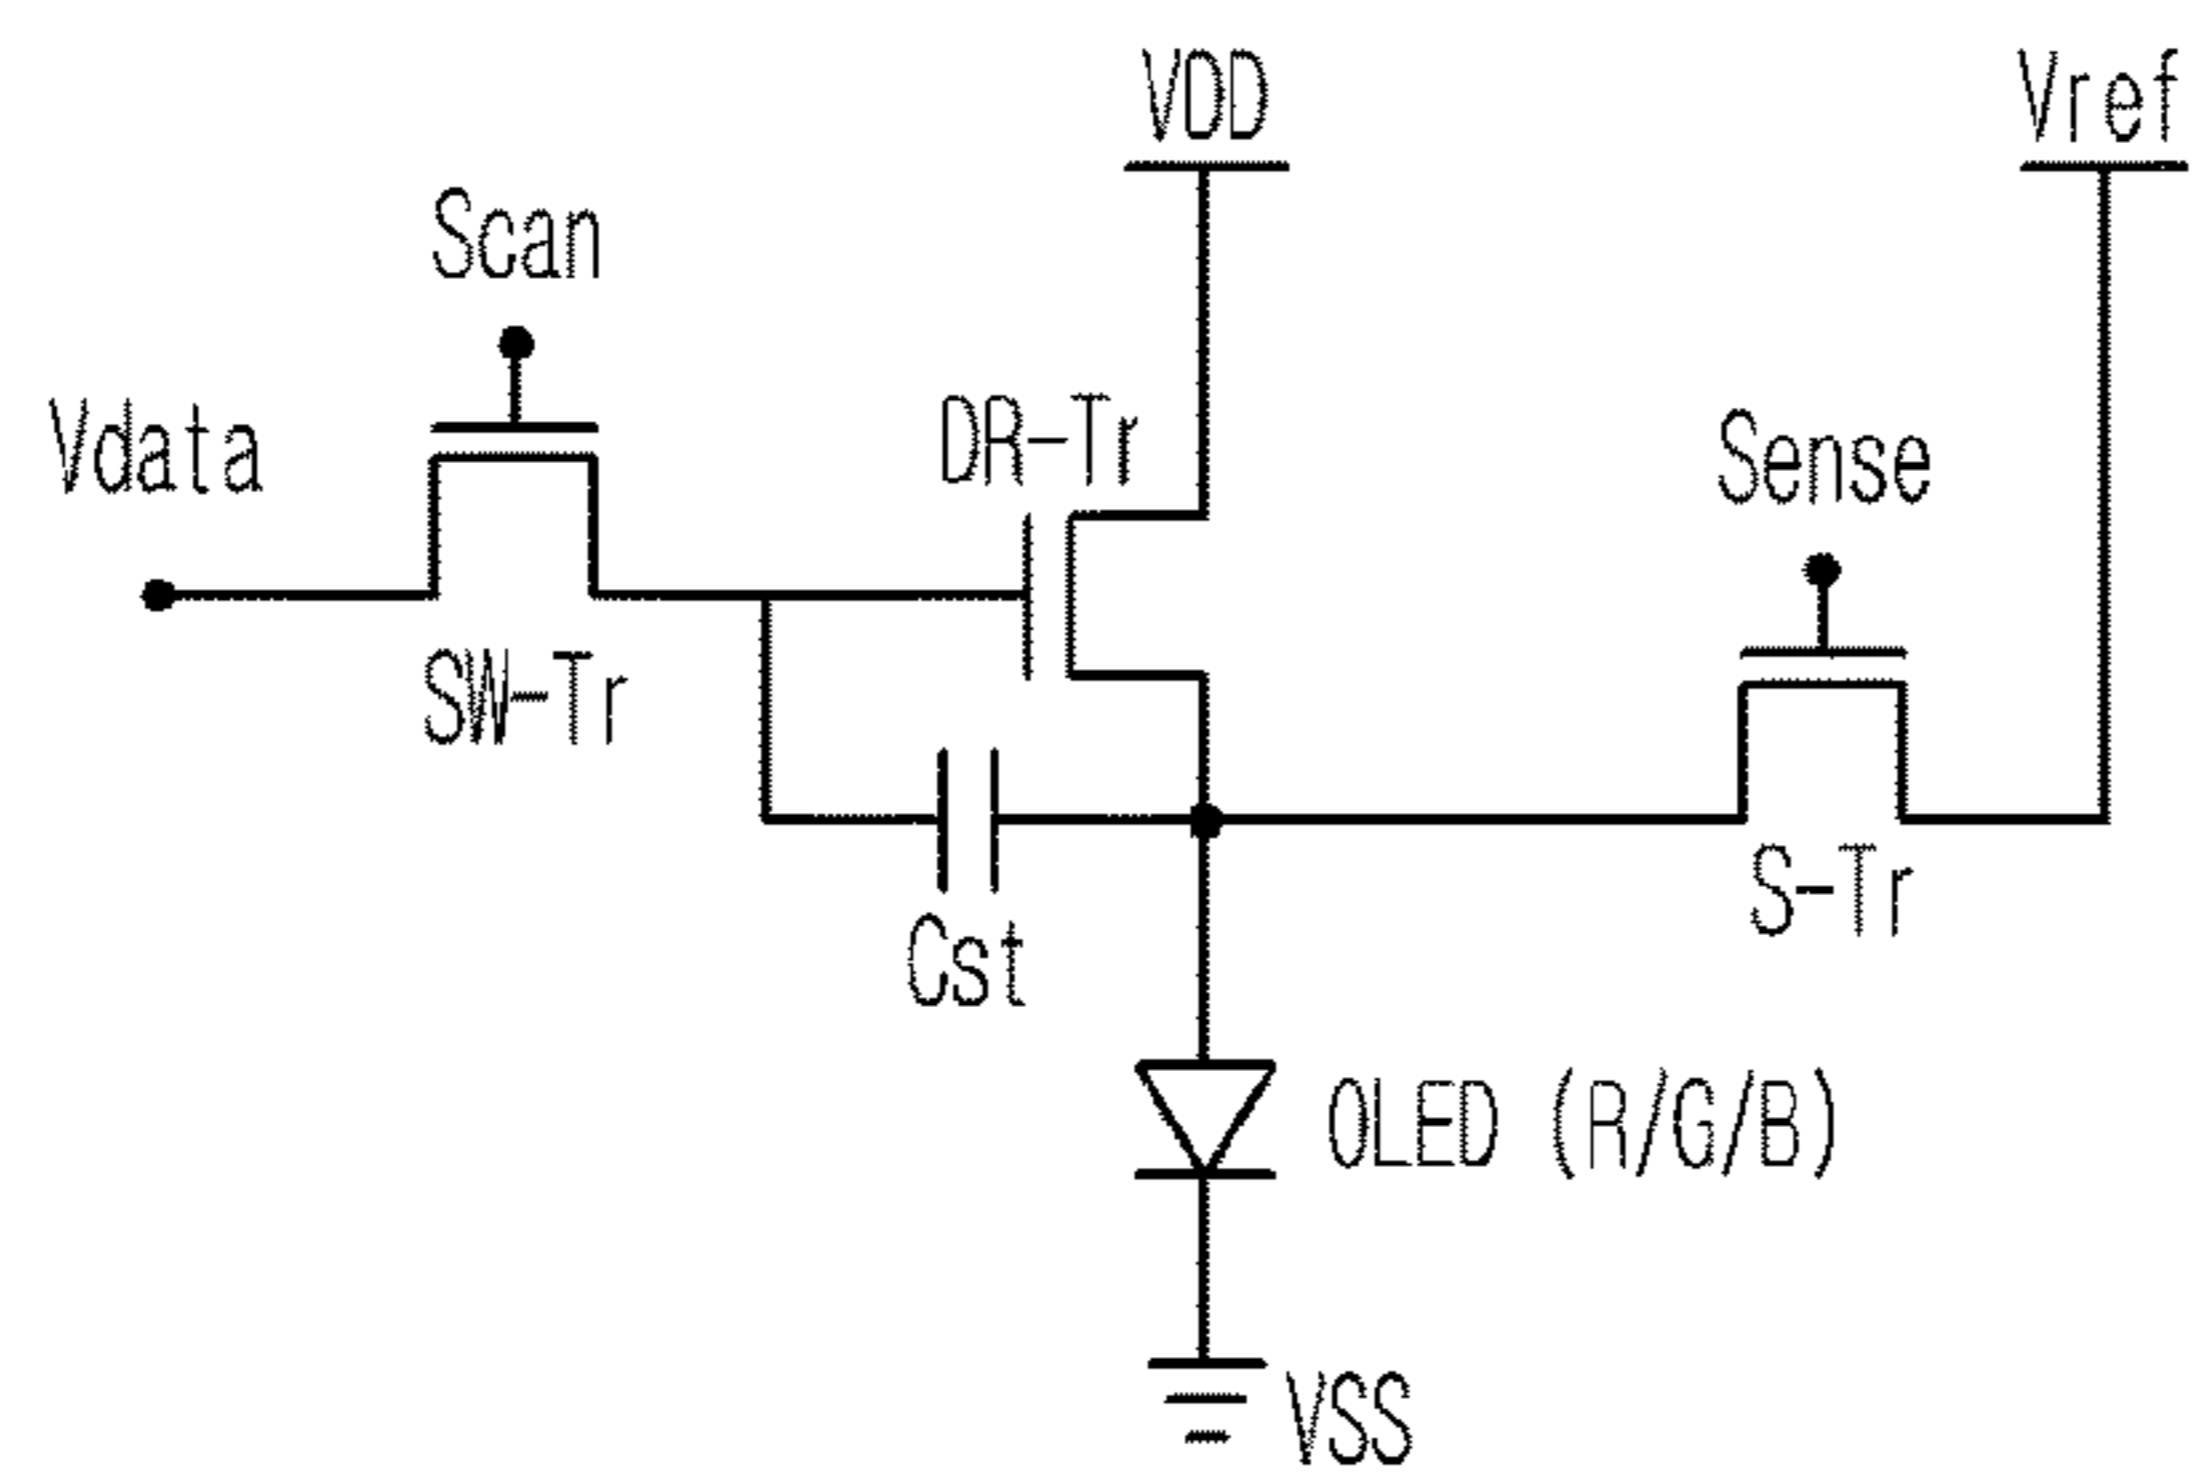 VDD
Vref
Scan
Vdata
DR-Tr
Sense
SW-Tr
S-Tr
Cst
OLED (R/G/B)
VSS